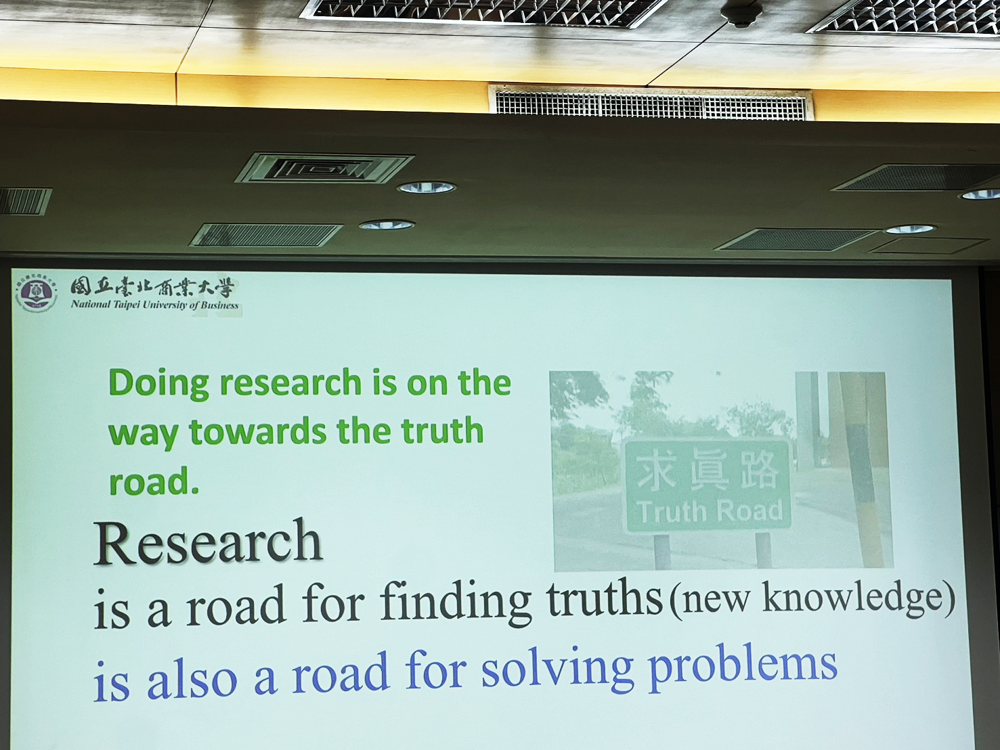 國立臺北商業大學
National Taipei University of Business
Doing research is on the
way towards the truth
road.
求真路
Truth Road
Research
is a road for finding truths (new knowledge)
is also a road for solving problems